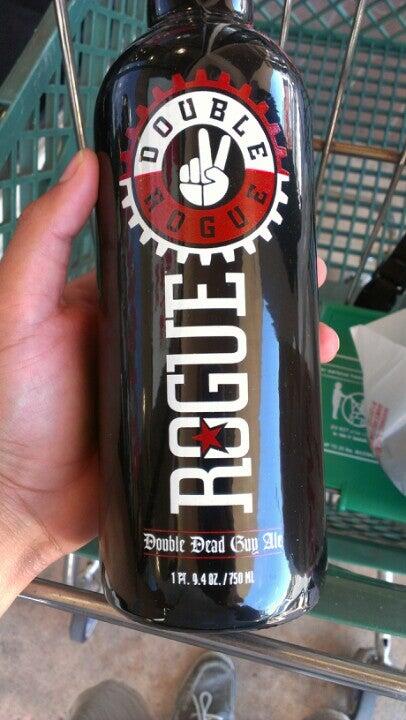 DOUBLE
ROGUE
ROGUE
Double Dead Guy Ale
1 PT. 9.4 OZ. / 750 ML